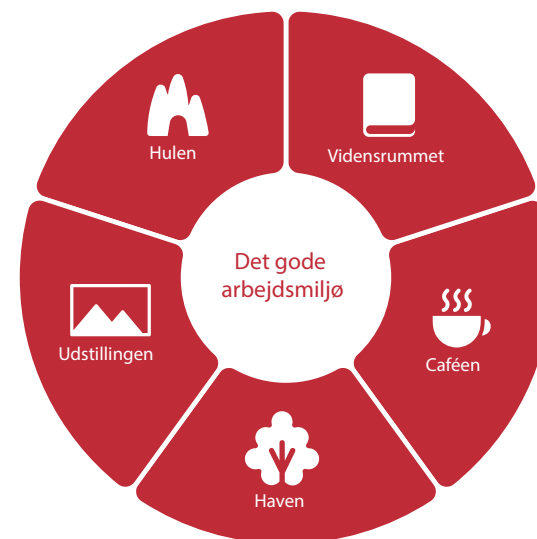 Hulen
Vidensrummet
Det gode
arbejdsmiljø
Udstillingen
Caféen
Haven